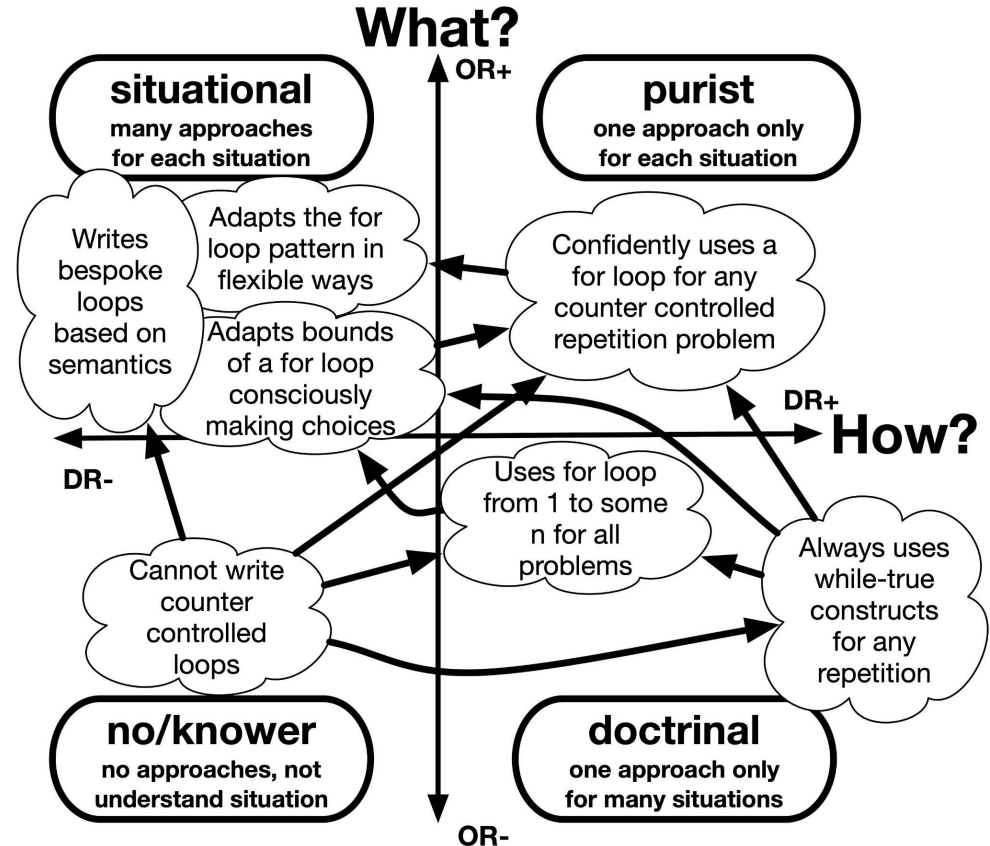 What?
OR+
situational
many approaches
for each situation
purist
one approach only
for each situation
Writes
bespoke
loops
based on
semantics
Adapts the for
loop pattern in
flexible ways
Confidently uses a
for loop for any
counter controlled
repetition problem
Adapts bounds
of a for loop
consciously
making choices
DR+
How?
DR-
Uses for loop
from 1 to some
n for all
problems
Cannot write
counter
controlled
loops
Always uses
while-true
constructs
for any
repetition
no/knower
no approaches, not
understand situation
doctrinal
one approach only
for many situations
OR-